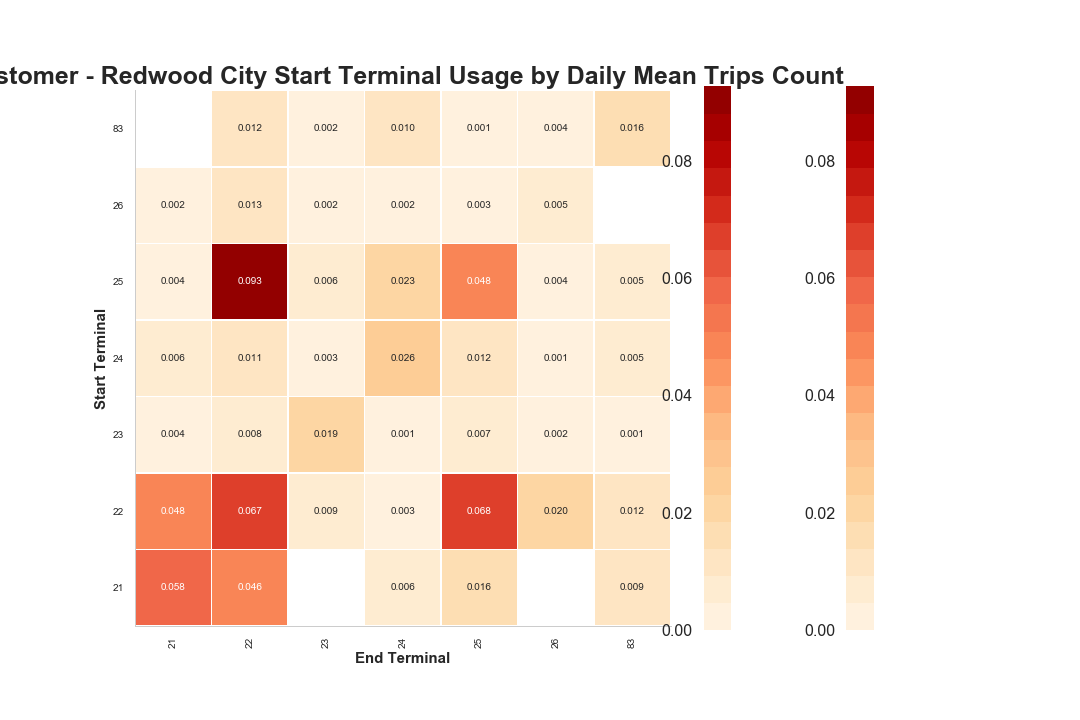 stomer - Redwood City Start Terminal Usage by Daily Mean Trips Count
83 0.012 0.002 0.010 0.001 0.004 0.016
26 0.002 0.013 0.002 0.002 0.003 0.005
25 0.004 0.093 0.006 0.023 0.048 0.004 0.005
24 0.006 0.011 0.003 0.026 0.012 0.001 0.005
23 0.004 0.008 0.019 0.001 0.007 0.002 0.001
22 0.048 0.067 0.009 0.003 0.068 0.020 0.012
21 0.058 0.046 0.006 0.016 0.009
Start Terminal
21 22 23 24 25 26 83
End Terminal
0.08
0.06
0.04
0.02
0.00
0.08
0.06
0.04
0.02
0.00